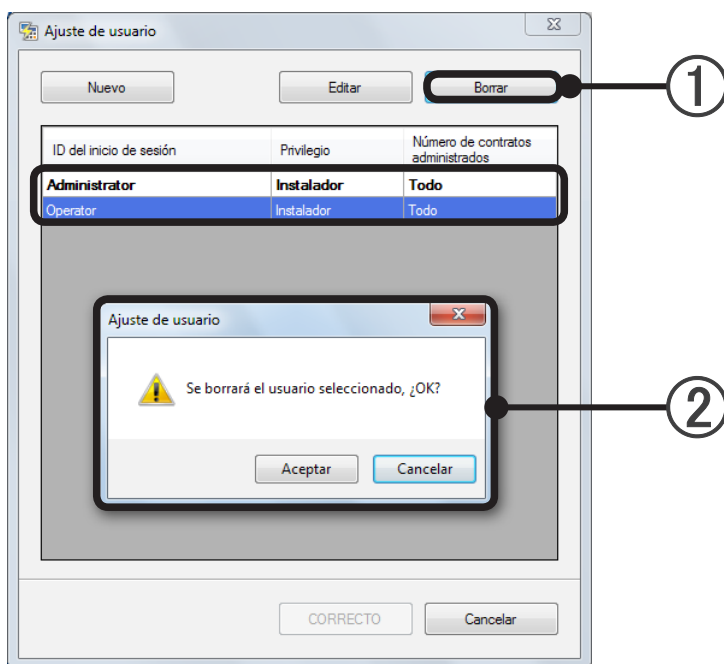 Ajuste de usuario
Nuevo Editar Borrar
①
ID del inicio de sesión Privilegio Número de contratos administrados
Administrator Instalador Todo
Operator Instalador Todo
Ajuste de usuario
Se borrará el usuario seleccionado, ¿OK?
②
Aceptar Cancelar
CORRECTO Cancelar